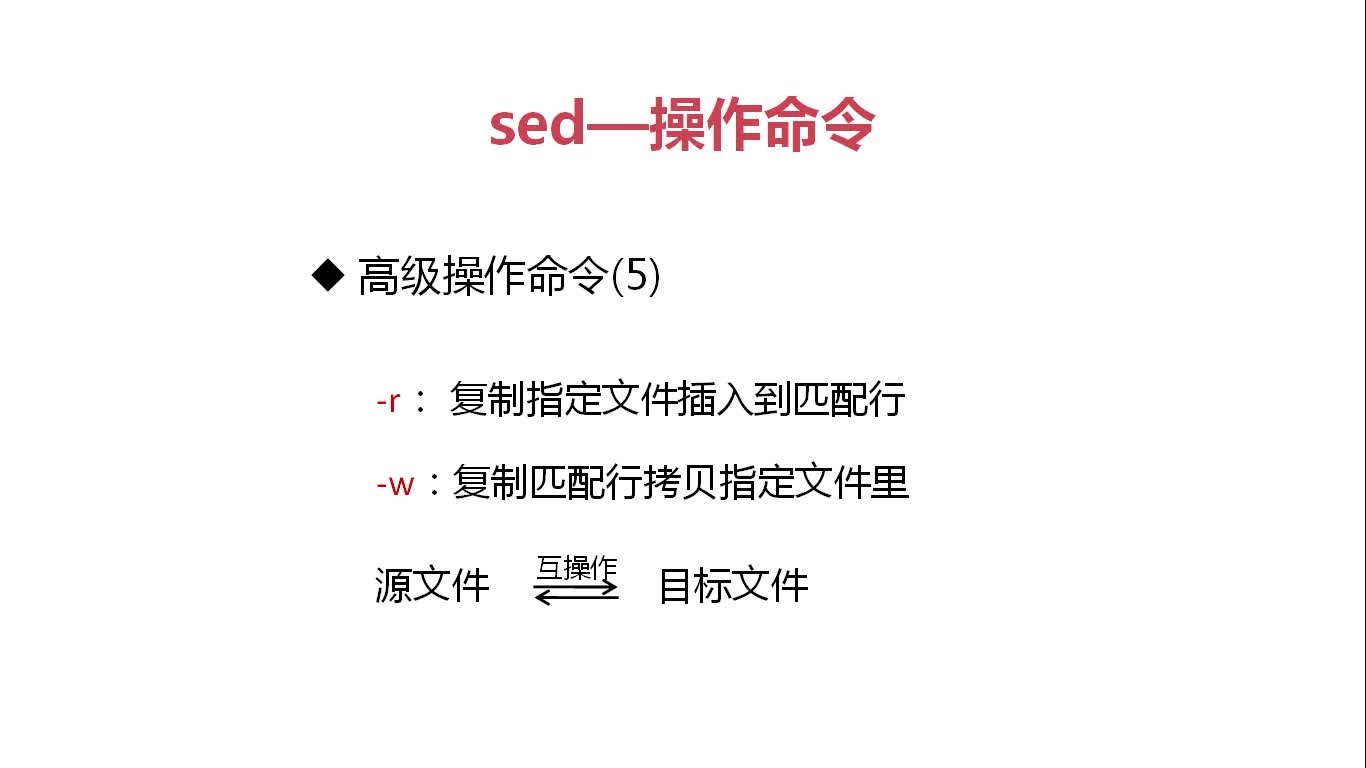 sed—操作命令
◆ 高级操作命令(5)
-r： 复制指定文件插入到匹配行
-w：复制匹配行拷贝指定文件里
互操作
源文件 目标文件